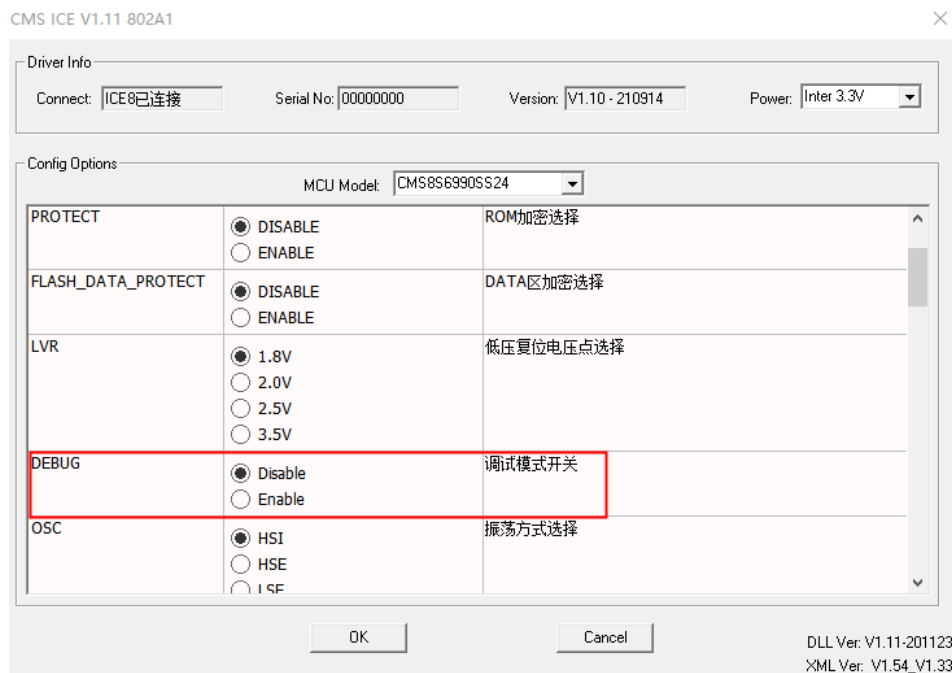 CMS ICE V1.11 802A1
Driver Info
Connect: ICE8已连接 Serial No: 00000000 Version: V1.10 - 210914 Power: Inter 3.3V
Config Options
MCU Model: CMS8S6990SS24
PROTECT DISABLE ROM加密选择
ENABLE
FLASH_DATA_PROTECT DISABLE DATA区加密选择
ENABLE
LVR 1.8V 低压复位电压点选择
2.0V
2.5V
3.5V
DEBUG Disable 调试模式开关
Enable
OSC HSI 振荡方式选择
HSE
LSE
OK Cancel
DLL Ver: V1.11-201123
XML Ver: V1.54_V1.33